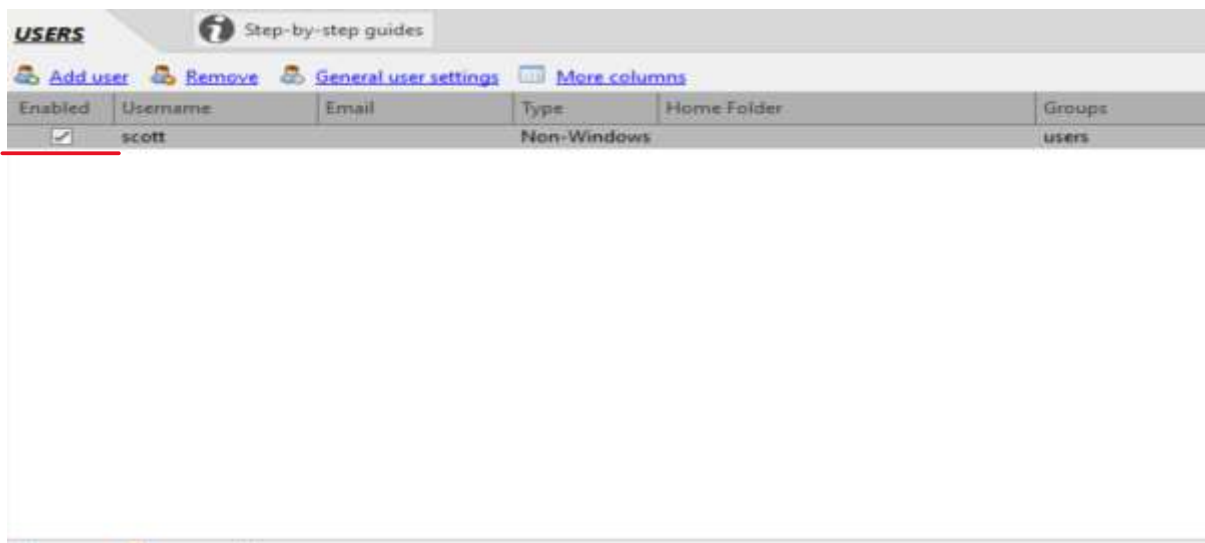 USERS Step-by-step guides
Add user Remove General user settings More columns
Enabled Username Email Type Home Folder Groups
scott Non-Windows users